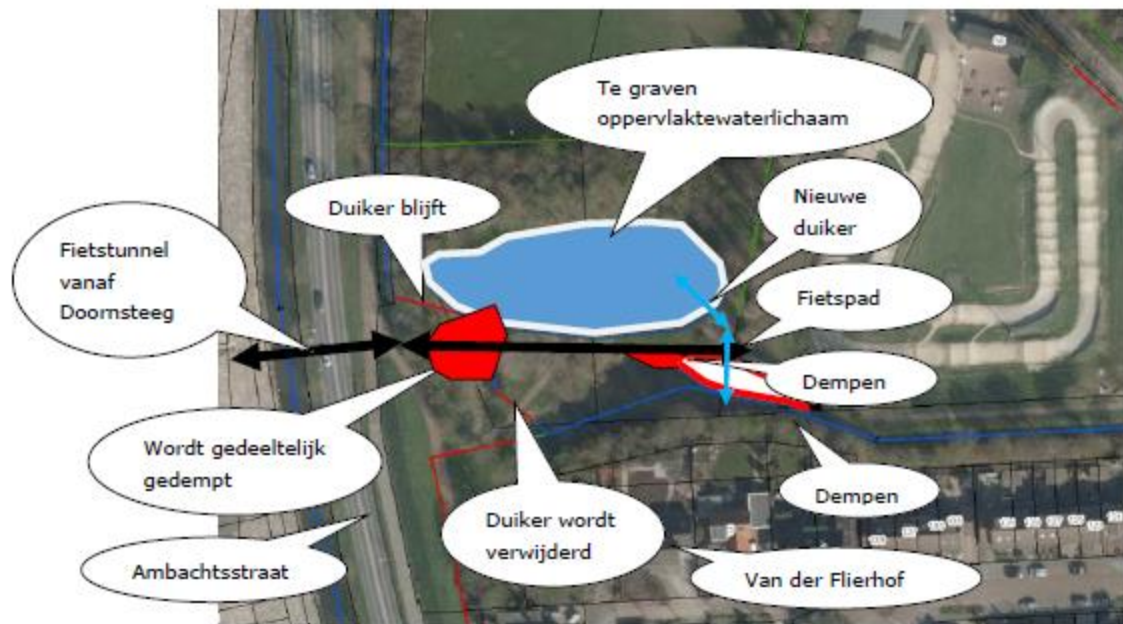 Te graven
oppervlaktewaterlichaam
Nieuwe
duiker
Duiker blijft
Fietstunnel
vanaf
Doornsteeg
Fietspad
Dempen
Wordt gedeeltelijk
gedempt
Dempen
Duiker wordt
verwijderd
Ambachtsstraat
Van der Flierhof